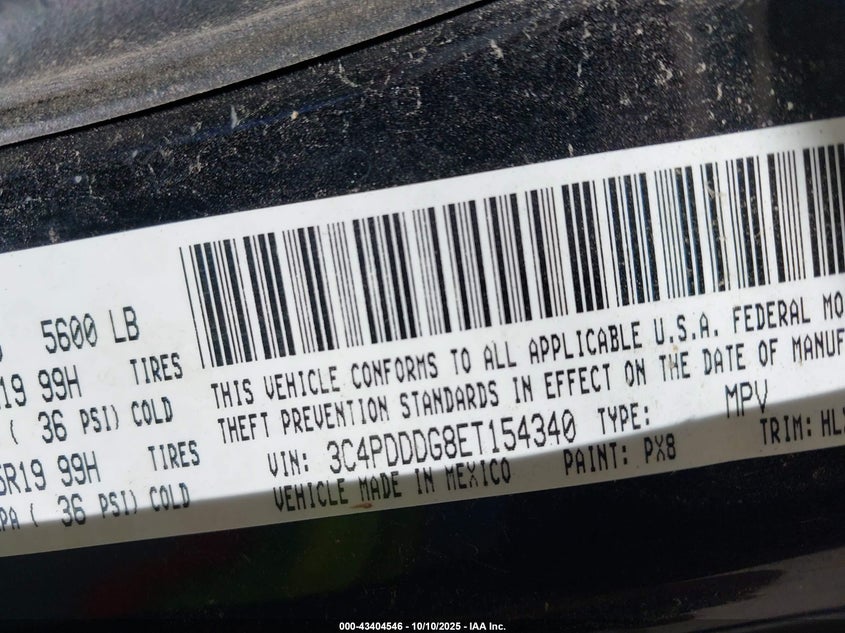 5600 LB
R19 99H TIRES
( 36 PSI) COLD
R19 99H TIRES
PA ( 36 PSI) COLD
THIS VEHICLE CONFORMS TO ALL APPLICABLE U.S.A. FEDERAL MO
THEFT PREVENTION STANDARDS IN EFFECT ON THE DATE OF MANUF
VIN: 3C4PDDDG8ET154340 TYPE: MPV
VEHICLE MADE IN MEXICO PAINT: PX8 TRIM: HL
000-43404546 - 10/10/2025 - IAA Inc.